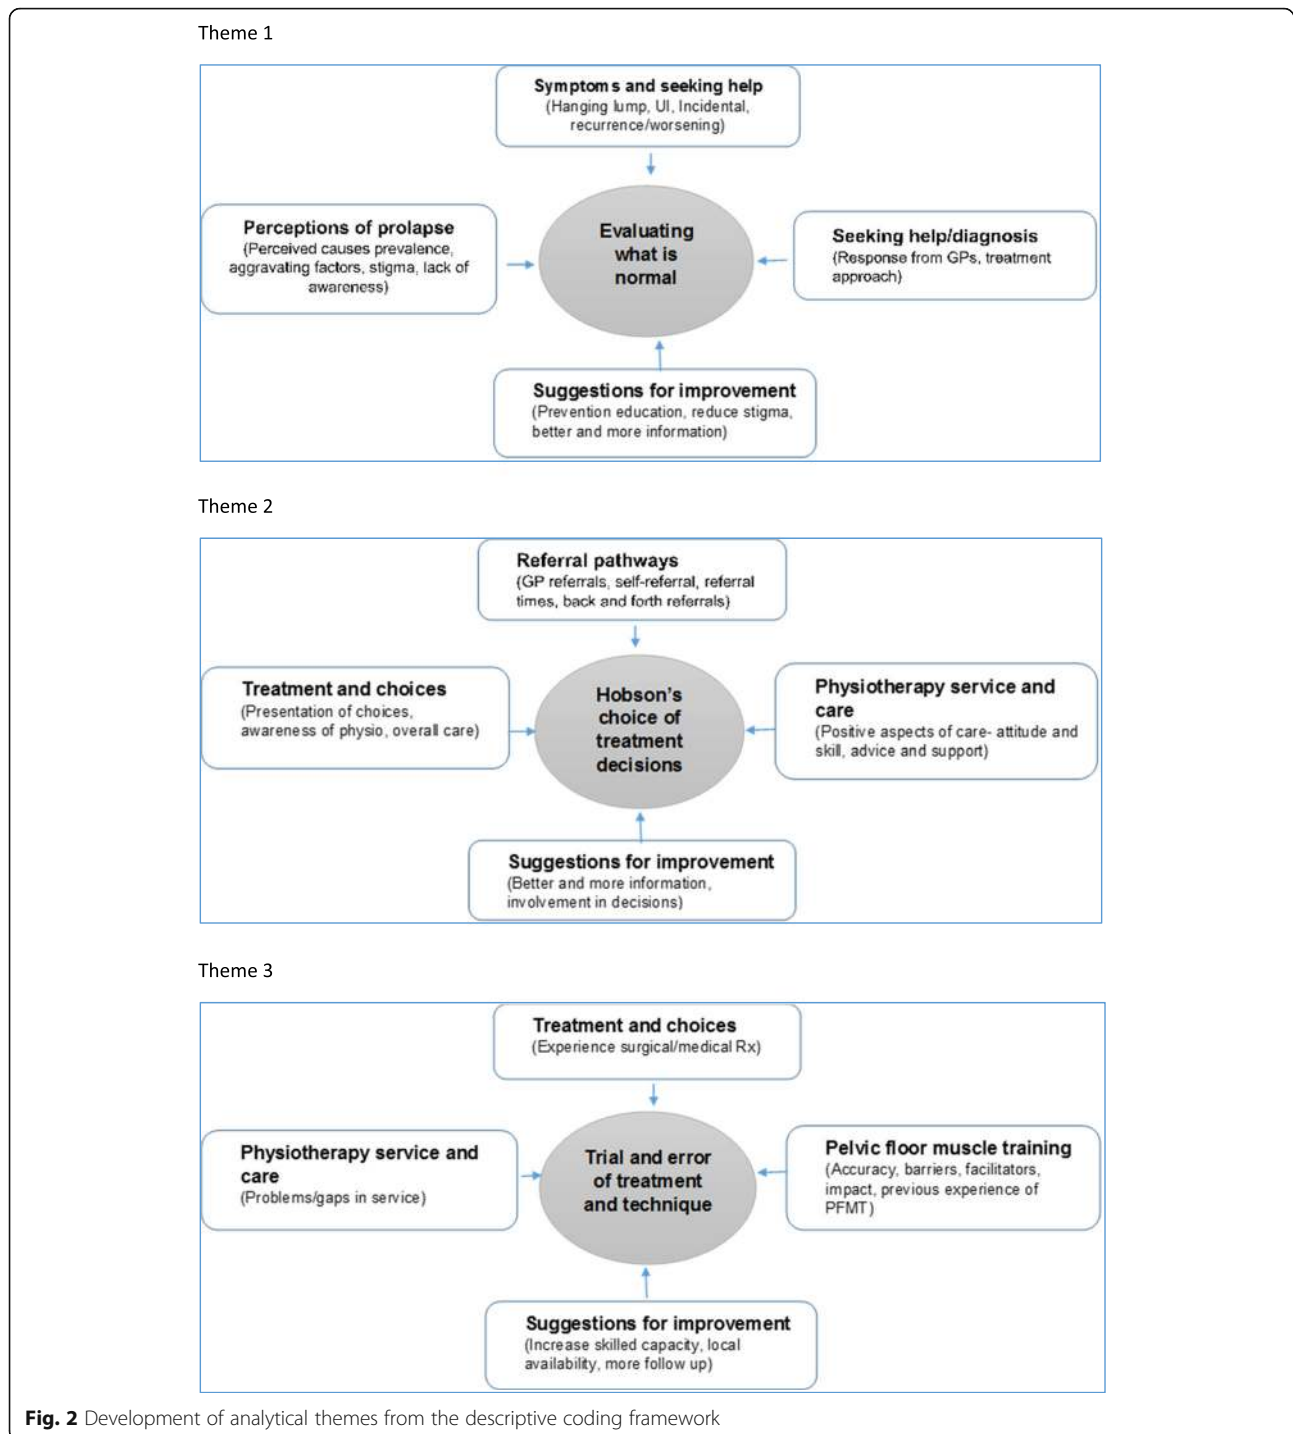 Theme 1
Symptoms and seeking help
(Hanging lump, UI, Incidental,
recurrence/worsening)
Perceptions of prolapse
(Perceived causes prevalence,
aggravating factors, stigma, lack of
awareness)
Evaluating
what is
normal
Seeking help/diagnosis
(Response from GPs, treatment
approach)
Suggestions for improvement
(Prevention education, reduce stigma,
better and more information)
Theme 2
Referral pathways
(GP referrals, self-referral, referral
times, back and forth referrals)
Treatment and choices
(Presentation of choices,
awareness of physio, overall care)
Hobson's
choice of
treatment
decisions
Physiotherapy service and
care
(Positive aspects of care- attitude and
skill, advice and support)
Suggestions for improvement
(Better and more information,
involvement in decisions)
Theme 3
Treatment and choices
(Experience surgical/medical Rx)
Physiotherapy service and
care
(Problems/gaps in service)
Trial and error
of treatment
and technique
Pelvic floor muscle training
(Accuracy, barriers, facilitators,
impact, previous experience of
PFMT)
Suggestions for improvement
(Increase skilled capacity, local
availability, more follow up)
Fig. 2 Development of analytical themes from the descriptive coding framework